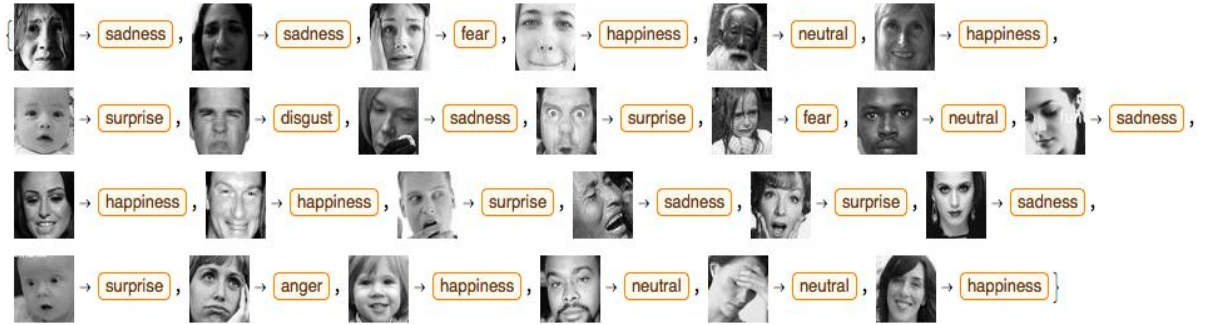 { → sadness , → sadness , → fear , → happiness , → neutral , → happiness ,
→ surprise , → disgust , → sadness , → surprise , → fear , → neutral , → sadness ,
→ happiness , → happiness , → surprise , → sadness , → surprise , → sadness ,
→ surprise , → anger , → happiness , → neutral , → neutral , → happiness }